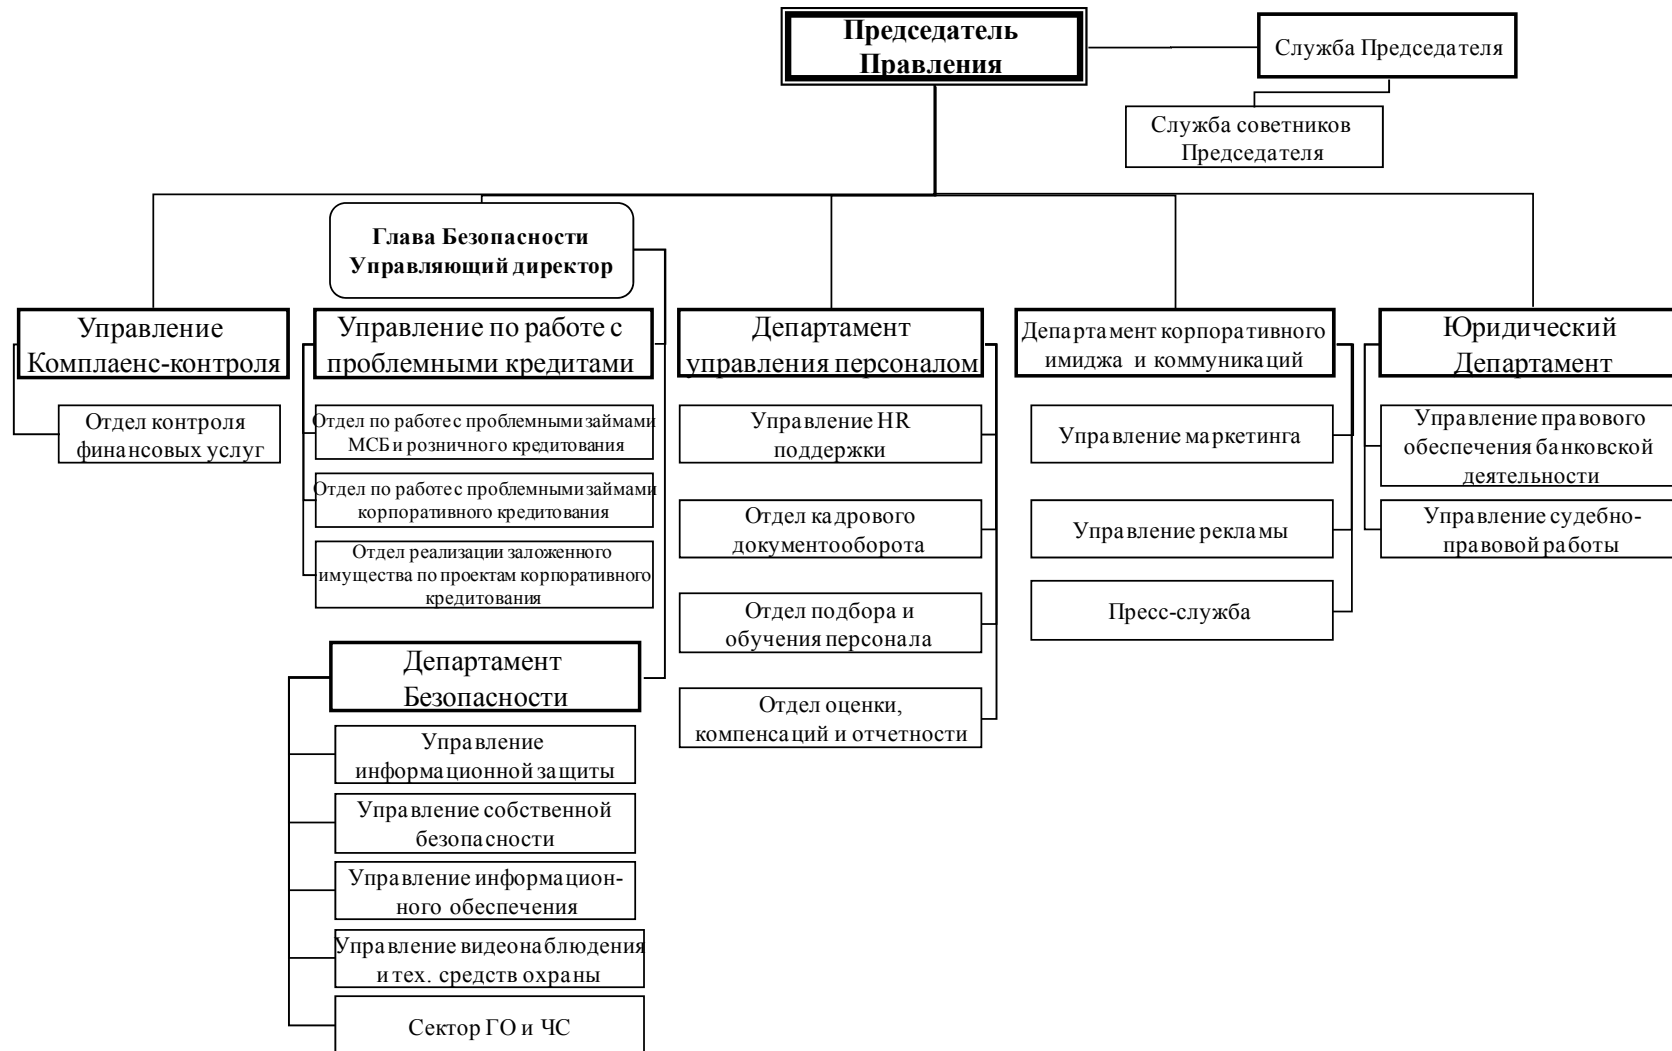 Председатель
Правления
Служба Председателя
Служба советников
Председателя
Глава Безопасности
Управляющий директор
Управление
Комплаенс-контроля
Отдел контроля
финансовых услуг
Управление по работе с
проблемными кредитами
Отдел по работе с проблемными займами
МСБ и розничного кредитования
Отдел по работе с проблемными займами
корпоративного кредитования
Отдел реализации заложенного
имущества по проектам корпоративного
кредитования
Департамент
Безопасности
Управление
информационной защиты
Управление собственной
безопасности
Управление информацион-
ного обеспечения
Управление видеонаблюдения
и тех. средств охраны
Сектор ГО и ЧС
Департамент
управления персоналом
Управление HR
поддержки
Отдел кадрового
документооборота
Отдел подбора и
обучения персонала
Отдел оценки,
компенсаций и отчетности
Департамент корпоративного
имиджа и коммуникаций
Управление маркетинга
Управление рекламы
Пресс-служба
Юридический
Департамент
Управление правового
обеспечения банковской
деятельности
Управление судебно-
правовой работы